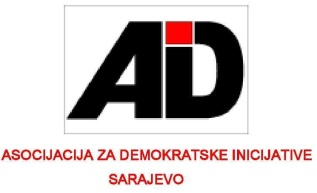 AiD
ASOCIJACIJA ZA DEMOKRATSKE INICIJATIVE
SARAJEVO